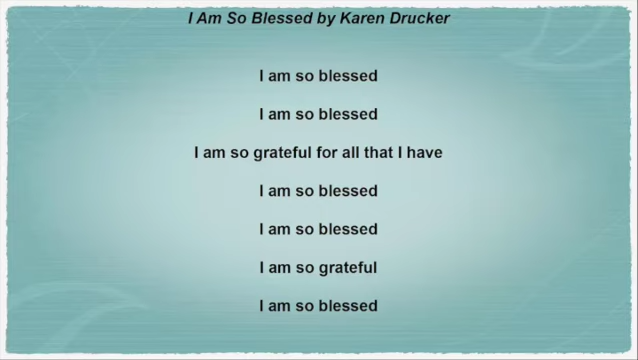 I Am So Blessed by Karen Drucker
I am so blessed
I am so blessed
I am so grateful for all that I have
I am so blessed
I am so blessed
I am so grateful
I am so blessed